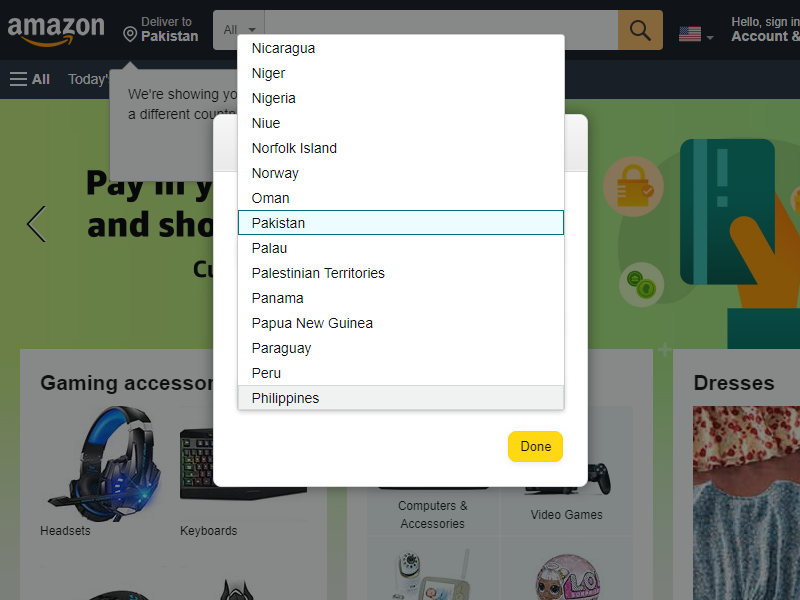 amazon
Deliver to
Pakistan
All
Hello, sign in
Account &
All
Today's
We're showing yo
a different countr
Nicaragua
Niger
Nigeria
Niue
Norfolk Island
Norway
Oman
Pakistan
Palau
Palestinian Territories
Panama
Papua New Guinea
Paraguay
Peru
Philippines
Done
Pay in y
and sho
Cu
Gaming accessor
Headsets
Keyboards
Computers &
Accessories
Video Games
Dresses